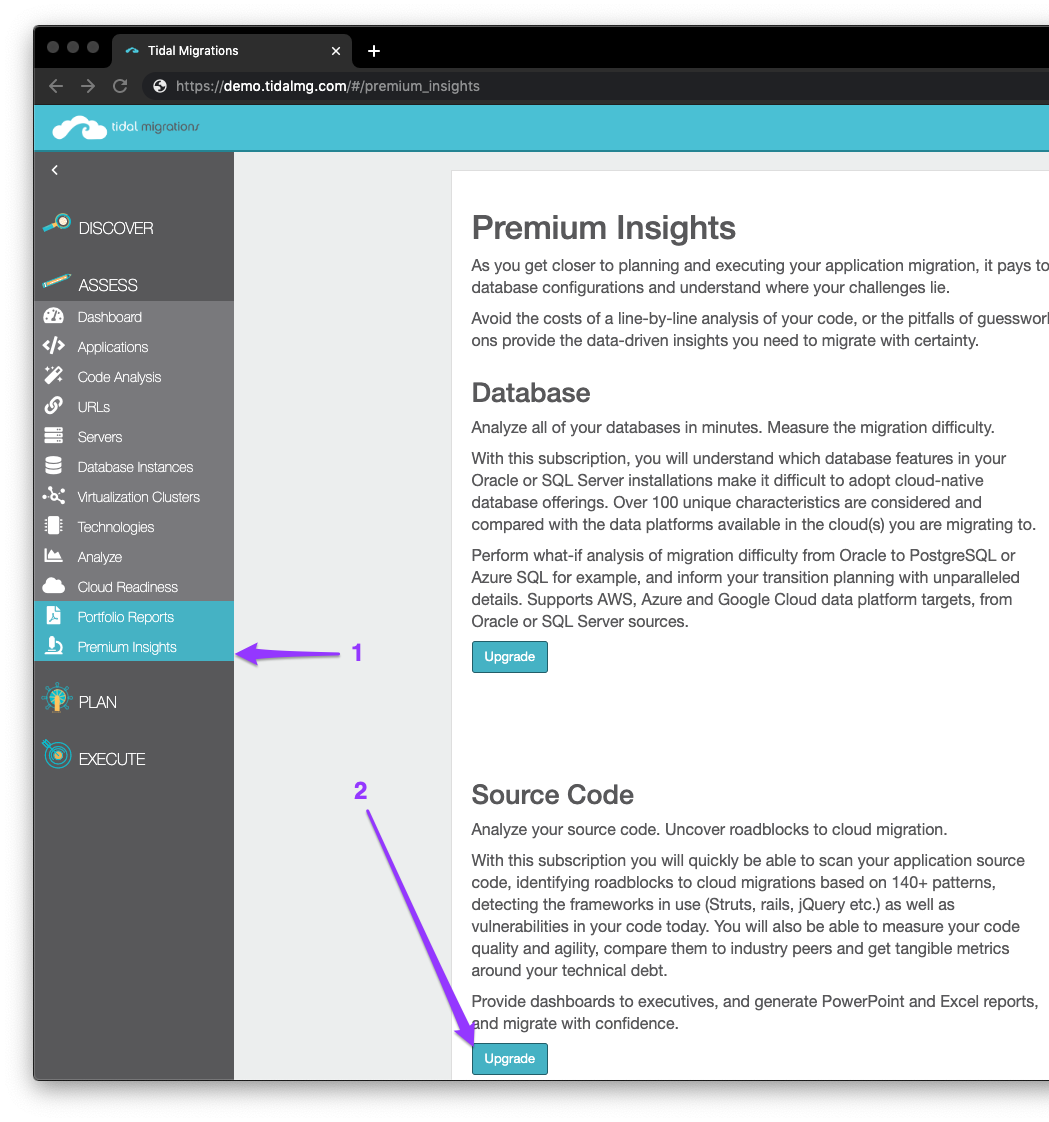 Tidal Migrations
https://demo.tidalmg.com/#/premium_insights
tidal migrations
DISCOVER
ASSESS
Dashboard
Applications
Code Analysis
URLs
Servers
Database Instances
Virtualization Clusters
Technologies
Analyze
Cloud Readiness
Portfolio Reports
Premium Insights
PLAN
EXECUTE
1
2
Premium Insights
As you get closer to planning and executing your application migration, it pays to
database configurations and understand where your challenges lie.
Avoid the costs of a line-by-line analysis of your code, or the pitfalls of guesswor
ons provide the data-driven insights you need to migrate with certainty.
Database
Analyze all of your databases in minutes. Measure the migration difficulty.
With this subscription, you will understand which database features in your
Oracle or SQL Server installations make it difficult to adopt cloud-native
database offerings. Over 100 unique characteristics are considered and
compared with the data platforms available in the cloud(s) you are migrating to.
Perform what-if analysis of migration difficulty from Oracle to PostgreSQL or
Azure SQL for example, and inform your transition planning with unparalleled
details. Supports AWS, Azure and Google Cloud data platform targets, from
Oracle or SQL Server sources.
Upgrade
Source Code
Analyze your source code. Uncover roadblocks to cloud migration.
With this subscription you will quickly be able to scan your application source
code, identifying roadblocks to cloud migrations based on 140+ patterns,
detecting the frameworks in use (Struts, rails, jQuery etc.) as well as
vulnerabilities in your code today. You will also be able to measure your code
quality and agility, compare them to industry peers and get tangible metrics
around your technical debt.
Provide dashboards to executives, and generate PowerPoint and Excel reports,
and migrate with confidence.
Upgrade